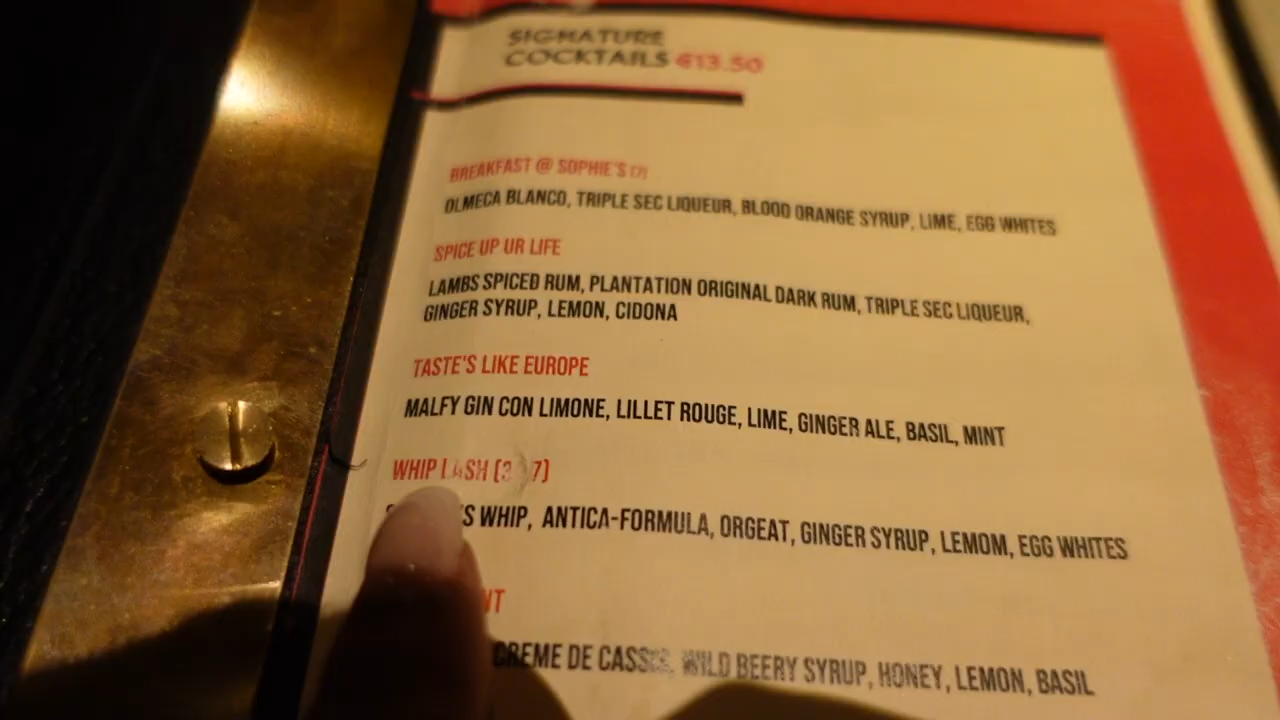 SIGNATURE
COCKTAILS €13.50
BREAKFAST @ SOPHIE'S (7)
OLMECA BLANCO, TRIPLE SEC LIQUEUR, BLOOD ORANGE SYRUP, LIME, EGG WHITES
SPICE UP UR LIFE
LAMBS SPICED RUM, PLANTATION ORIGINAL DARK RUM, TRIPLE SEC LIQUEUR,
GINGER SYRUP, LEMON, CIDONA
TASTE'S LIKE EUROPE
MALFY GIN CON LIMONE, LILLET ROUGE, LIME, GINGER ALE, BASIL, MINT
WHIP LASH
WHIP, ANTICA-FORMULA, ORGEAT, GINGER SYRUP, LEMOM, EGG WHITES
CREME DE CASSIS, WILD BEERY SYRUP, HONEY, LEMON, BASIL